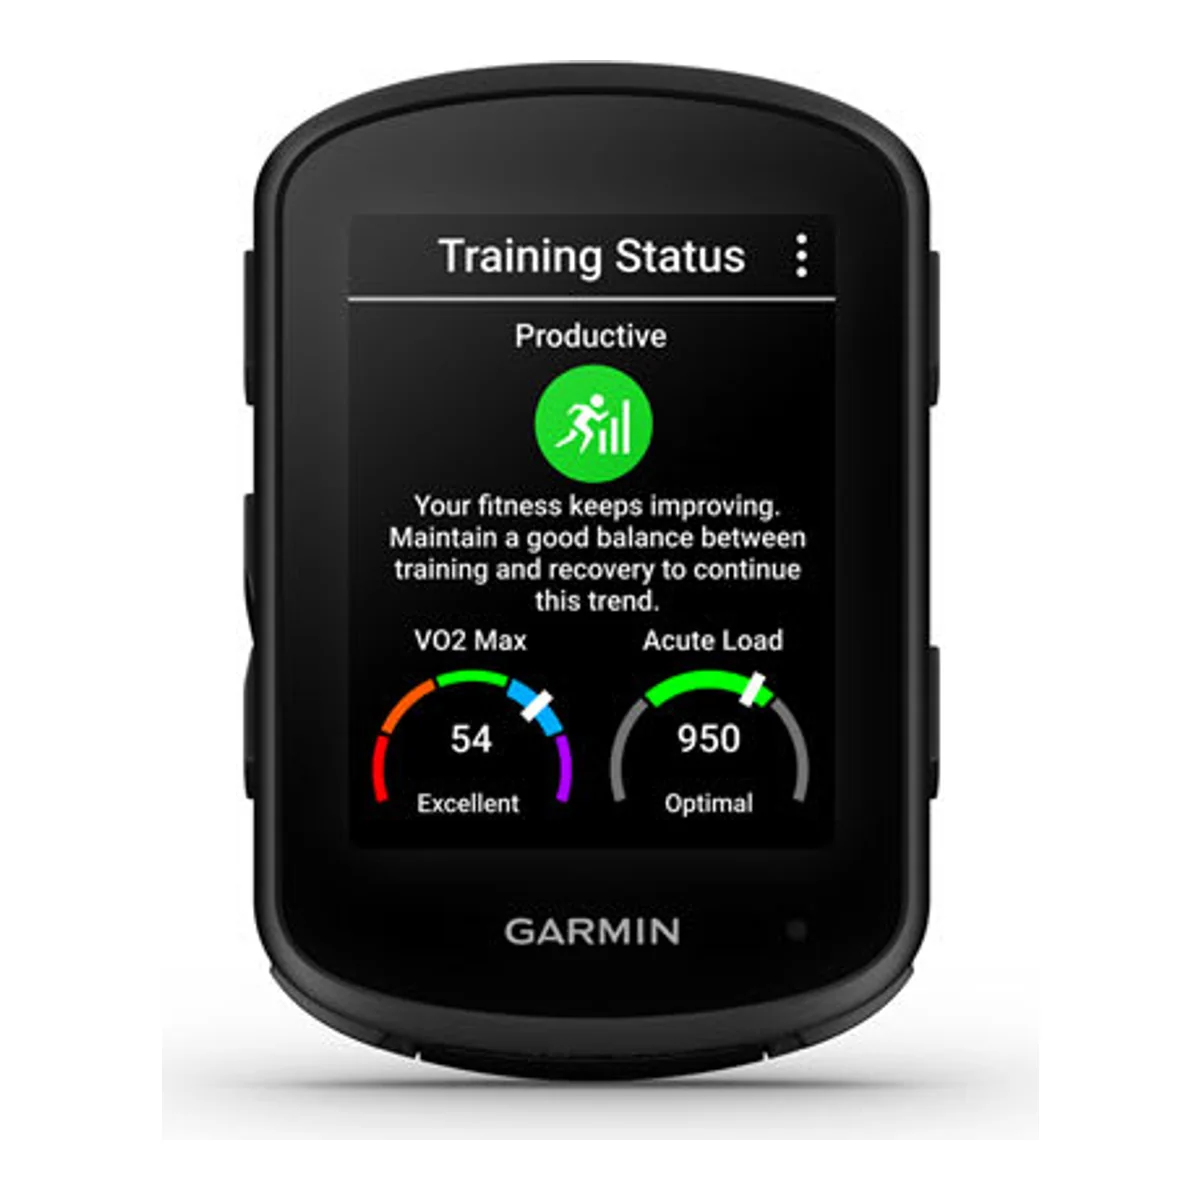 Training Status
Productive
Your fitness keeps improving.
Maintain a good balance between
training and recovery to continue
this trend.
VO2 Max
Acute Load
54
950
Excellent
Optimal
GARMIN